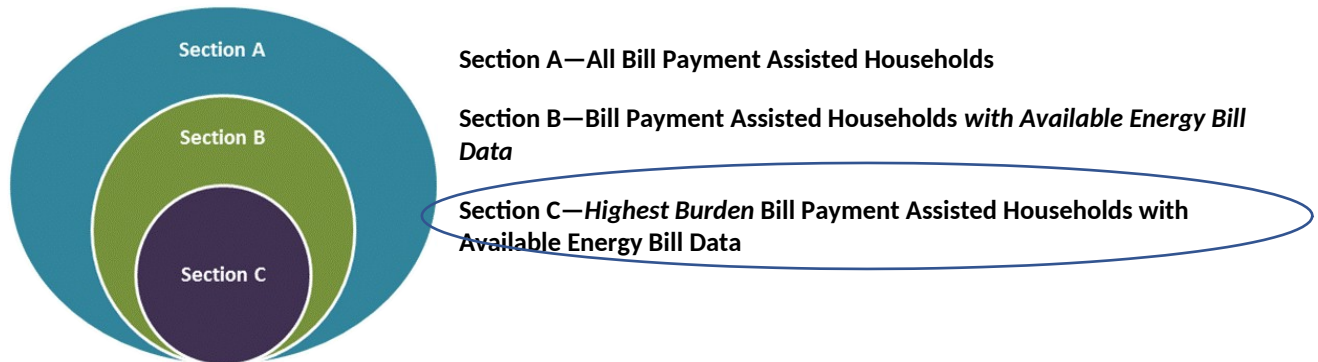 Section A
Section B
Section C
Section A—All Bill Payment Assisted Households
Section B—Bill Payment Assisted Households with Available Energy Bill
Data
Section C—Highest Burden Bill Payment Assisted Households with
Available Energy Bill Data